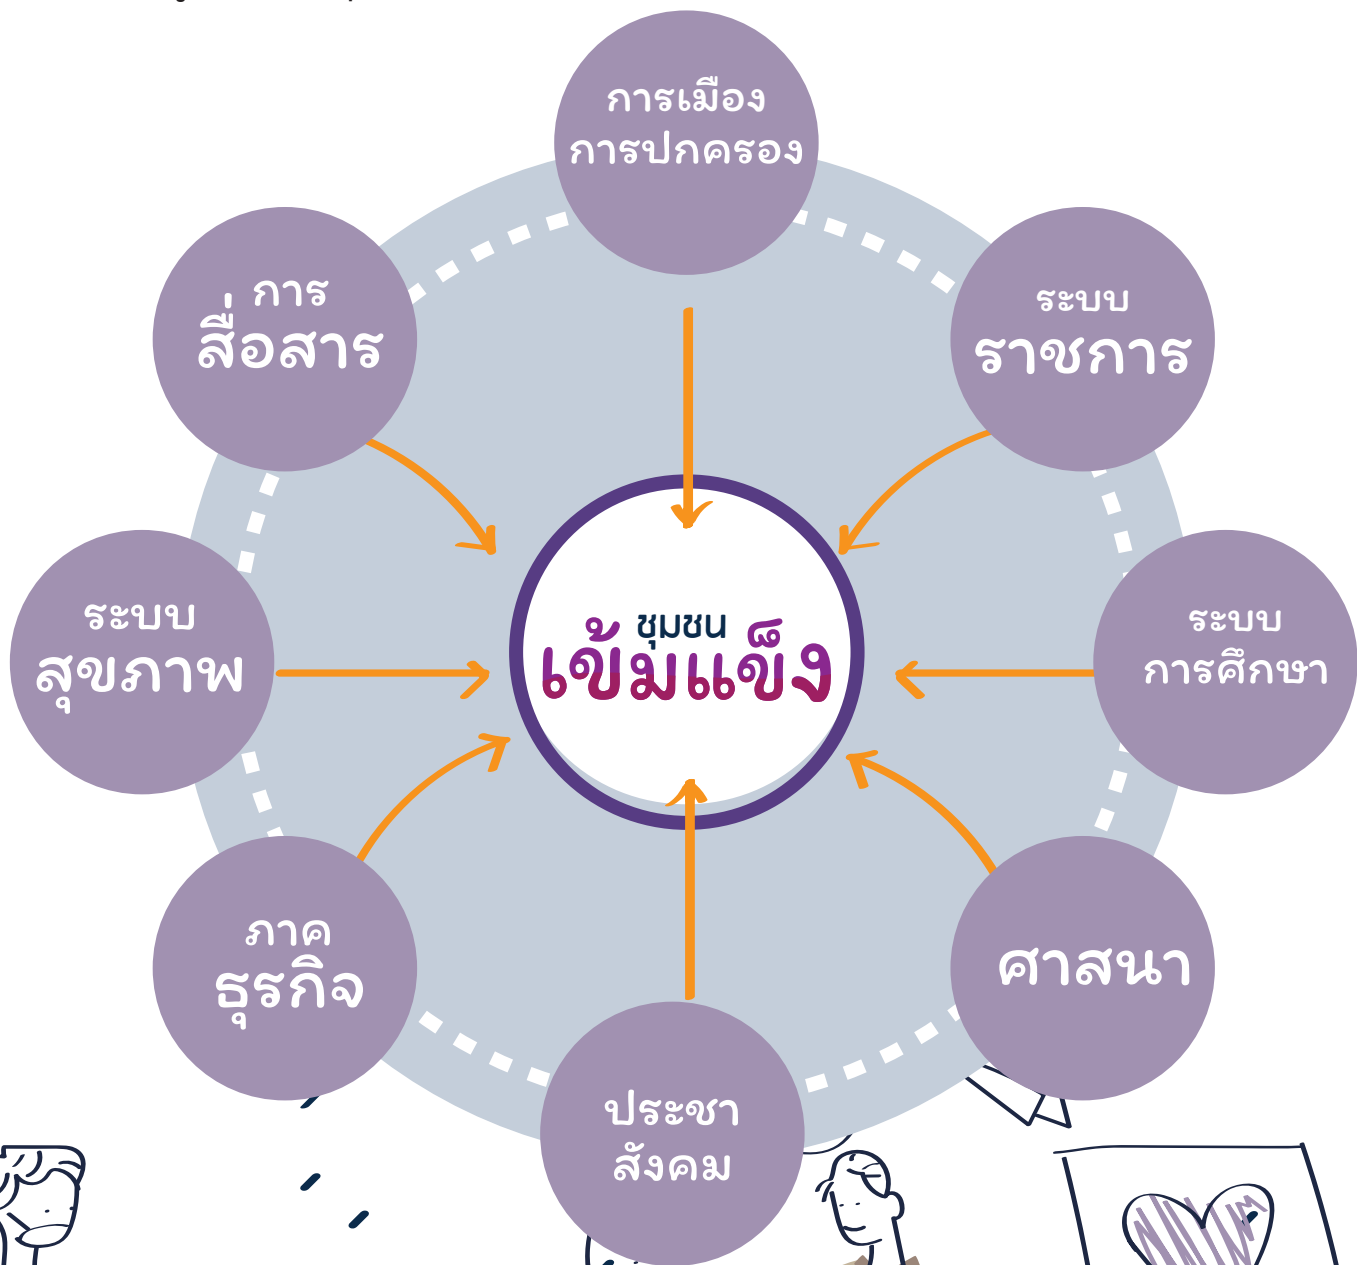 การเมือง
การปกครอง
การ
สื่อสาร
ระบบ
ราชการ
ระบบ
สุขภาพ
ชุมชน
เข้มแข็ง
ระบบ
การศึกษา
ภาค
ธุรกิจ
ศาสนา
ประชา
สังคม